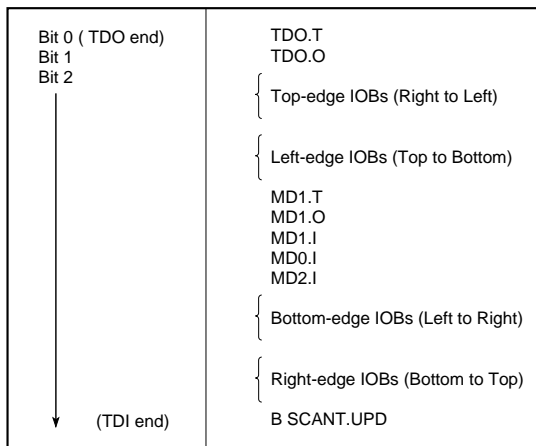 Bit 0 ( TDO end)
Bit 1
Bit 2
(TDI end)
TDO.T
TDO.O
Top-edge IOBs (Right to Left)
Left-edge IOBs (Top to Bottom)
MD1.T
MD1.O
MD1.I
MD0.I
MD2.I
Bottom-edge IOBs (Left to Right)
Right-edge IOBs (Bottom to Top)
B SCANT.UPD